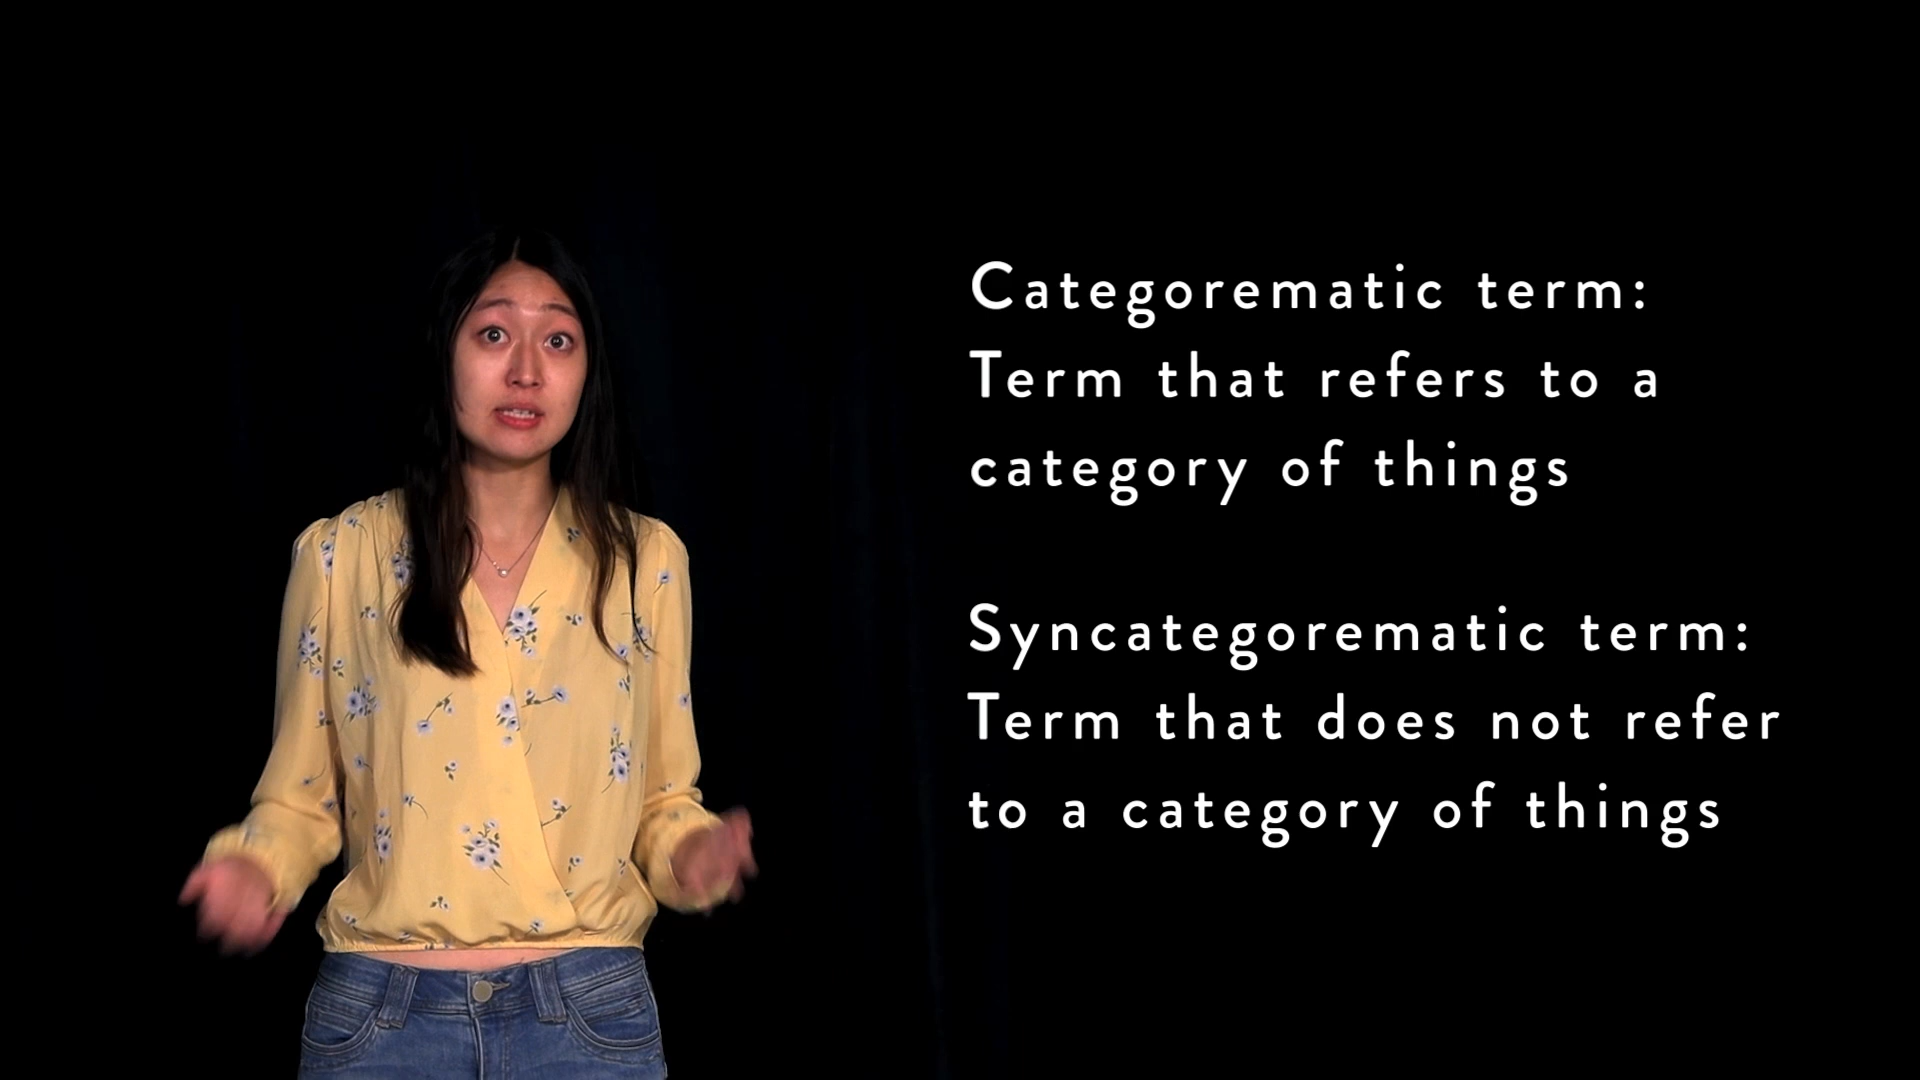 Categorematic term:
Term that refers to a
category of things
Syncategorematic term:
Term that does not refer
to a category of things